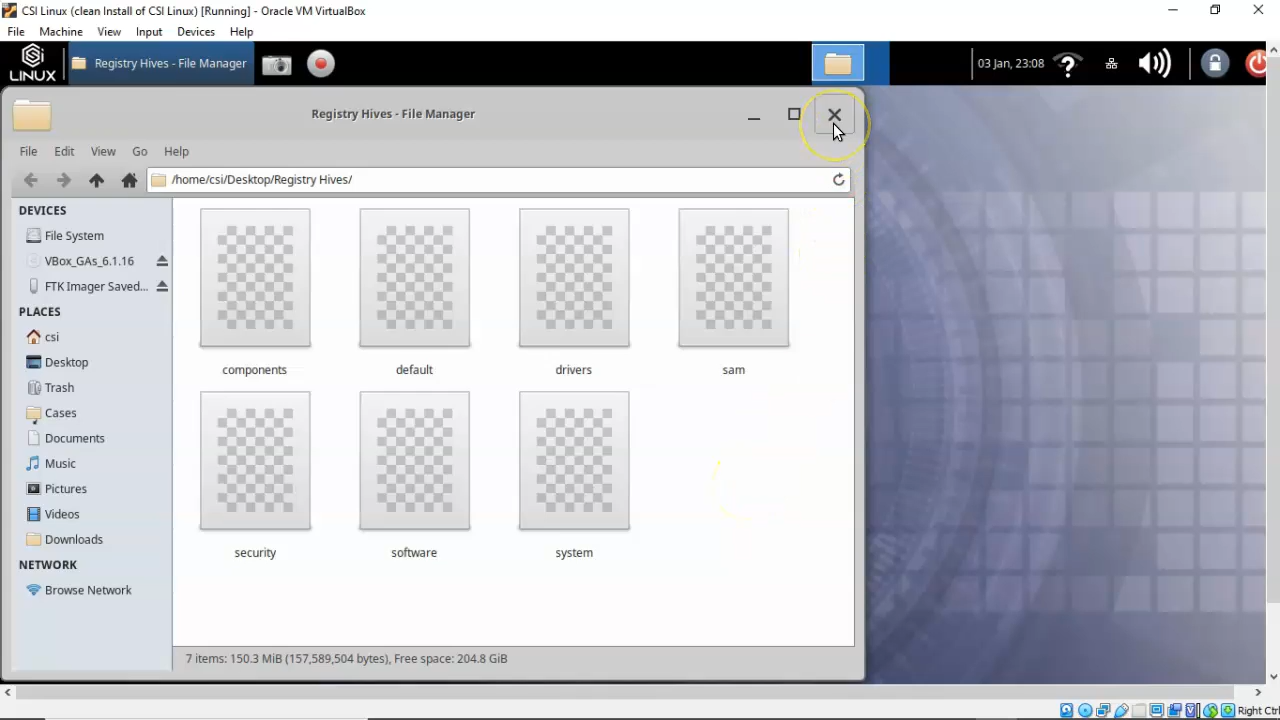 CSI Linux (clean Install of CSI Linux) [Running] - Oracle VM VirtualBox
File Machine View Input Devices Help
LINUX Registry Hives - File Manager 03 Jan, 23:08
Registry Hives - File Manager
File Edit View Go Help
/home/csi/Desktop/Registry Hives/
DEVICES
File System
VBox_GAs_6.1.16
FTK Imager Saved...
PLACES
csi
Desktop
Trash
Cases
Documents
Music
Pictures
Videos
Downloads
NETWORK
Browse Network
components default drivers sam
security software system
7 items: 150.3 MiB (157,589,504 bytes), Free space: 204.8 GiB
Right Ctrl